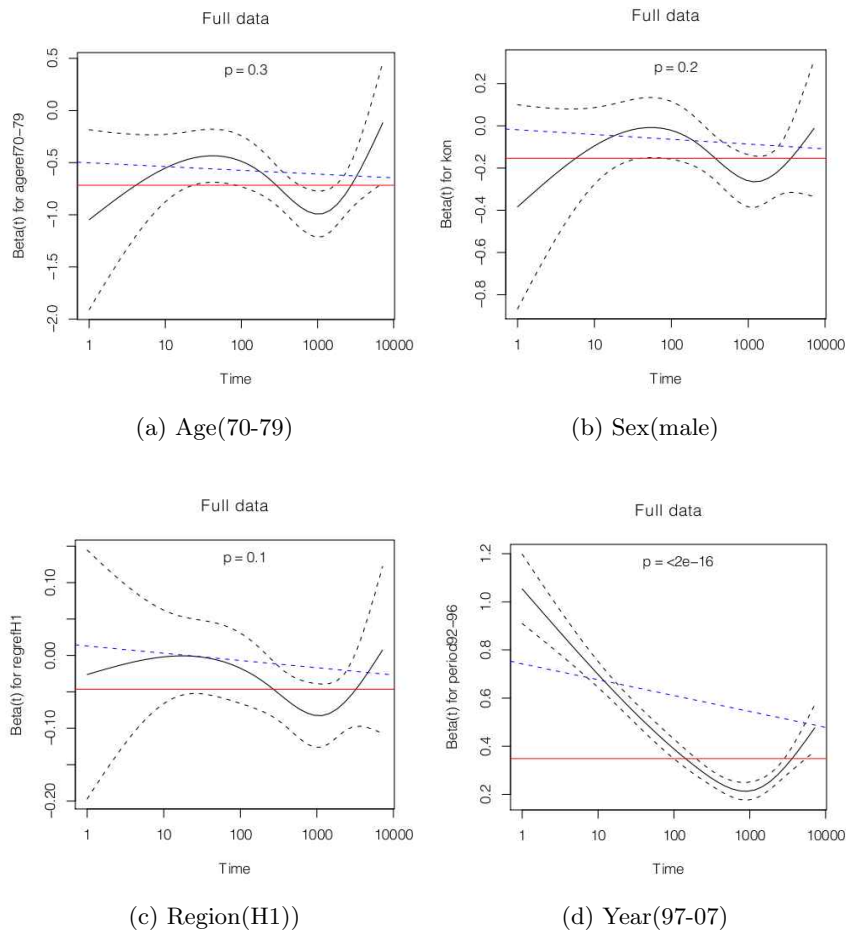 Full data
p = 0.3
Beta(t) for ageref70−79
0.5
0.0
−0.5
−1.0
−1.5
−2.0
1 10 100 1000 10000
Time
(a) Age(70-79)
Full data
p = 0.2
Beta(t) for kon
0.2
0.0
−0.2
−0.4
−0.6
−0.8
1 10 100 1000 10000
Time
(b) Sex(male)
Full data
p = 0.1
Beta(t) for regrefH1
0.10
0.00
−0.10
−0.20
1 10 100 1000 10000
Time
(c) Region(H1))
Full data
p = <2e−16
Beta(t) for period92−96
1.2
1.0
0.8
0.6
0.4
0.2
1 10 100 1000 10000
Time
(d) Year(97-07)